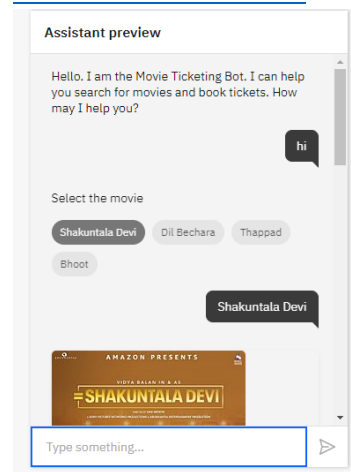 Assistant preview
Hello. I am the Movie Ticketing Bot. I can help
you search for movies and book tickets. How
may I help you?
hi
Select the movie
Shakuntala Devi
Dil Bechara
Thappad
Bhoot
Shakuntala Devi
AMAZON PRESENTS
VIDYA BALAN IN & AS
=SHAKUNTALA DEVI
Type something...